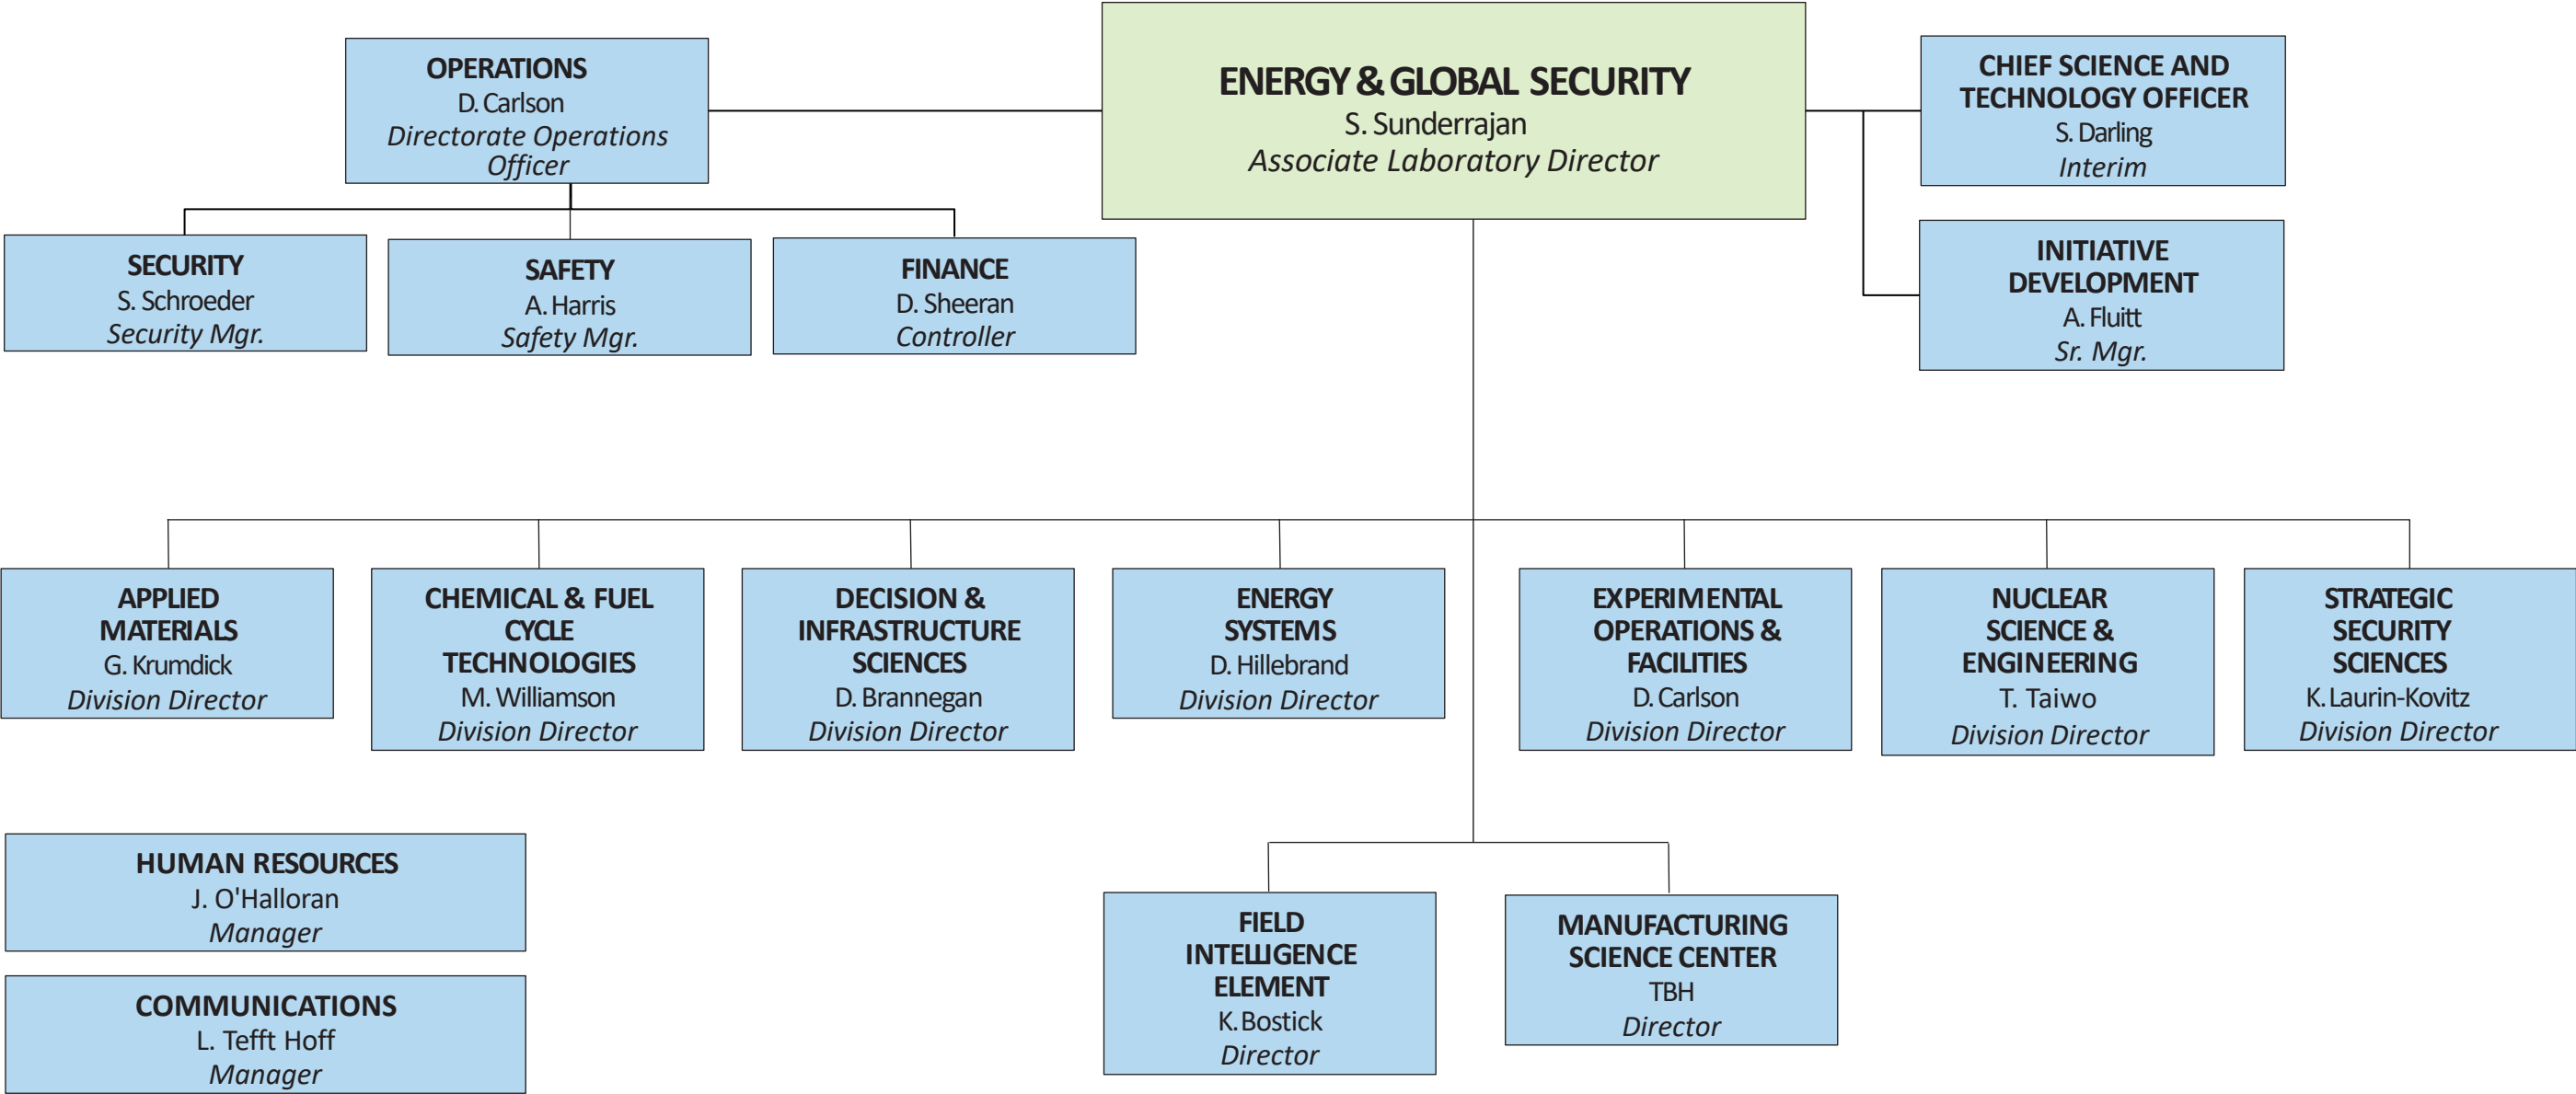 OPERATIONS
D. Carlson
Directorate Operations
Officer
ENERGY & GLOBAL SECURITY
S. Sunderrajan
Associate Laboratory Director
CHIEF SCIENCE AND
TECHNOLOGY OFFICER
S. Darling
Interim
SECURITY
S. Schroeder
Security Mgr.
SAFETY
A. Harris
Safety Mgr.
FINANCE
D. Sheeran
Controller
INITIATIVE
DEVELOPMENT
A. Fluitt
Sr. Mgr.
APPLIED
MATERIALS
G. Krumdick
Division Director
CHEMICAL & FUEL
CYCLE
TECHNOLOGIES
M. Williamson
Division Director
DECISION &
INFRASTRUCTURE
SCIENCES
D. Brannegan
Division Director
ENERGY
SYSTEMS
D. Hillebrand
Division Director
EXPERIMENTAL
OPERATIONS &
FACILITIES
D. Carlson
Division Director
NUCLEAR
SCIENCE &
ENGINEERING
T. Taiwo
Division Director
STRATEGIC
SECURITY
SCIENCES
K. Laurin-Kovitz
Division Director
HUMAN RESOURCES
J. O'Halloran
Manager
COMMUNICATIONS
L. Tefft Hoff
Manager
FIELD
INTELLIGENCE
ELEMENT
K. Bostick
Director
MANUFACTURING
SCIENCE CENTER
TBH
Director